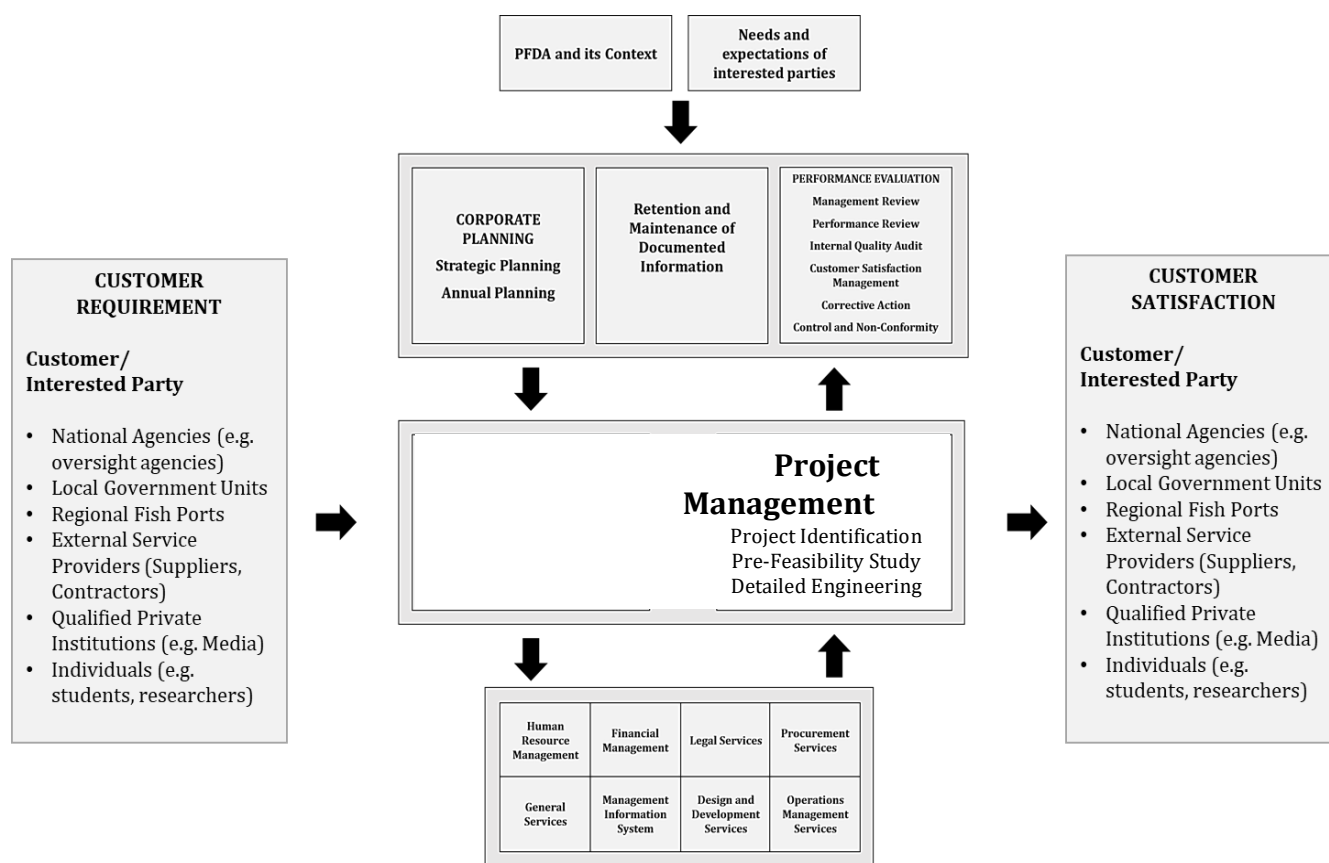 PFDA and its Context
Needs and
expectations of
interested parties
CORPORATE
PLANNING
Strategic Planning
Annual Planning
Retention and
Maintenance of
Documented
Information
PERFORMANCE EVALUATION
Management Review
Performance Review
Internal Quality Audit
Customer Satisfaction
Management
Corrective Action
Control and Non-Conformity
CUSTOMER
REQUIREMENT
Customer/
Interested Party
• National Agencies (e.g.
oversight agencies)
• Local Government Units
• Regional Fish Ports
• External Service
Providers (Suppliers,
Contractors)
• Qualified Private
Institutions (e.g. Media)
• Individuals (e.g.
students, researchers)
Project
Management
Project Identification
Pre-Feasibility Study
Detailed Engineering
CUSTOMER
SATISFACTION
Customer/
Interested Party
• National Agencies (e.g.
oversight agencies)
• Local Government Units
• Regional Fish Ports
• External Service
Providers (Suppliers,
Contractors)
• Qualified Private
Institutions (e.g. Media)
• Individuals (e.g.
students, researchers)
Human
Resource
Management
Financial
Management
Legal Services
Procurement
Services
General
Services
Management
Information
System
Design and
Development
Services
Operations
Management
Services